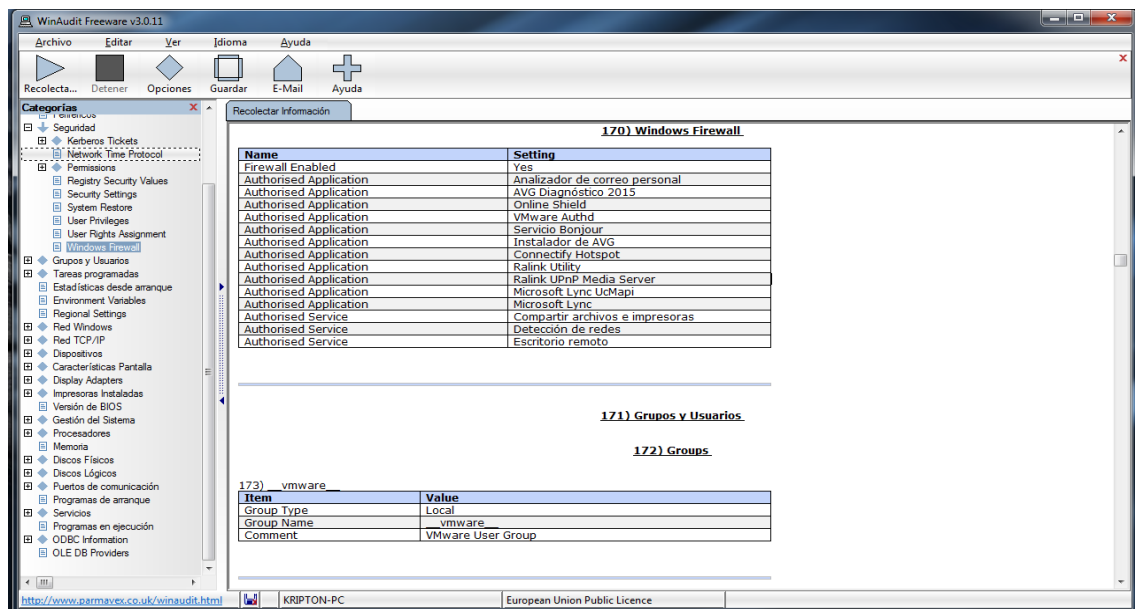 WinAudit Freeware v3.0.11
Archivo Editar Ver Idioma Ayuda
Recolecta... Detener Opciones Guardar E-Mail Ayuda
Categorías
Periféricos
Seguridad
Kerberos Tickets
Network Time Protocol
Permissions
Registry Security Values
Security Settings
System Restore
User Privileges
User Rights Assignment
Windows Firewall
Grupos y Usuarios
Tareas programadas
Estadísticas desde arranque
Environment Variables
Regional Settings
Red Windows
Red TCP/IP
Dispositivos
Características Pantalla
Display Adapters
Impresoras Instaladas
Versión de BIOS
Gestión del Sistema
Procesadores
Memoria
Discos Físicos
Discos Lógicos
Puertos de comunicación
Programas de arranque
Servicios
Programas en ejecución
ODBC Information
OLE DB Providers
Recolectar Información
170) Windows Firewall
Name Setting
Firewall Enabled Yes
Authorised Application Analizador de correo personal
Authorised Application AVG Diagnóstico 2015
Authorised Application Online Shield
Authorised Application VMware Authd
Authorised Application Servicio Bonjour
Authorised Application Instalador de AVG
Authorised Application Connectify Hotspot
Authorised Application Ralink Utility
Authorised Application Ralink UPnP Media Server
Authorised Application Microsoft Lync UcMapi
Authorised Application Microsoft Lync
Authorised Service Compartir archivos e impresoras
Authorised Service Detección de redes
Authorised Service Escritorio remoto
171) Grupos y Usuarios
172) Groups
173) __vmware__
Item Value
Group Type Local
Group Name __vmware__
Comment VMware User Group
http://www.parmavex.co.uk/winaudit.html KRIPTON-PC European Union Public Licence